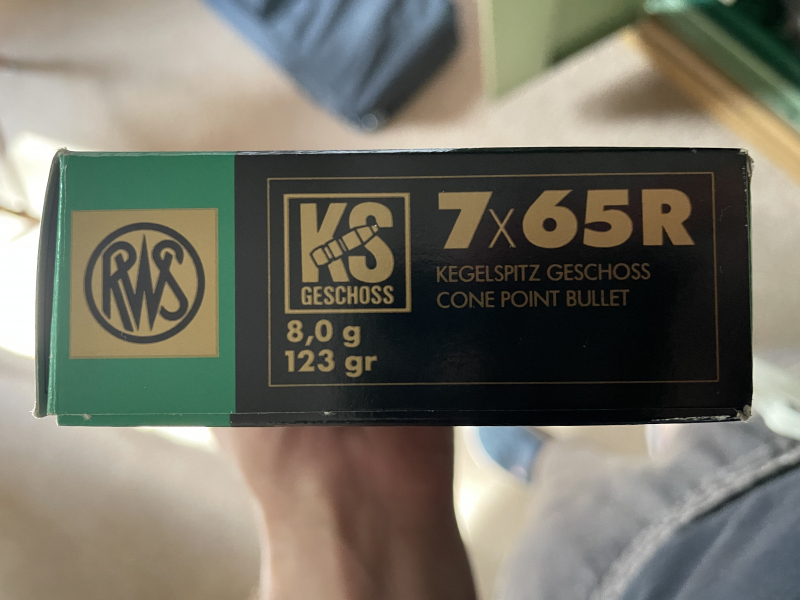 RWS
KS
GESCHOSS
8,0 g
123 gr
7x65R
KEGELSPITZ GESCHOSS
CONE POINT BULLET